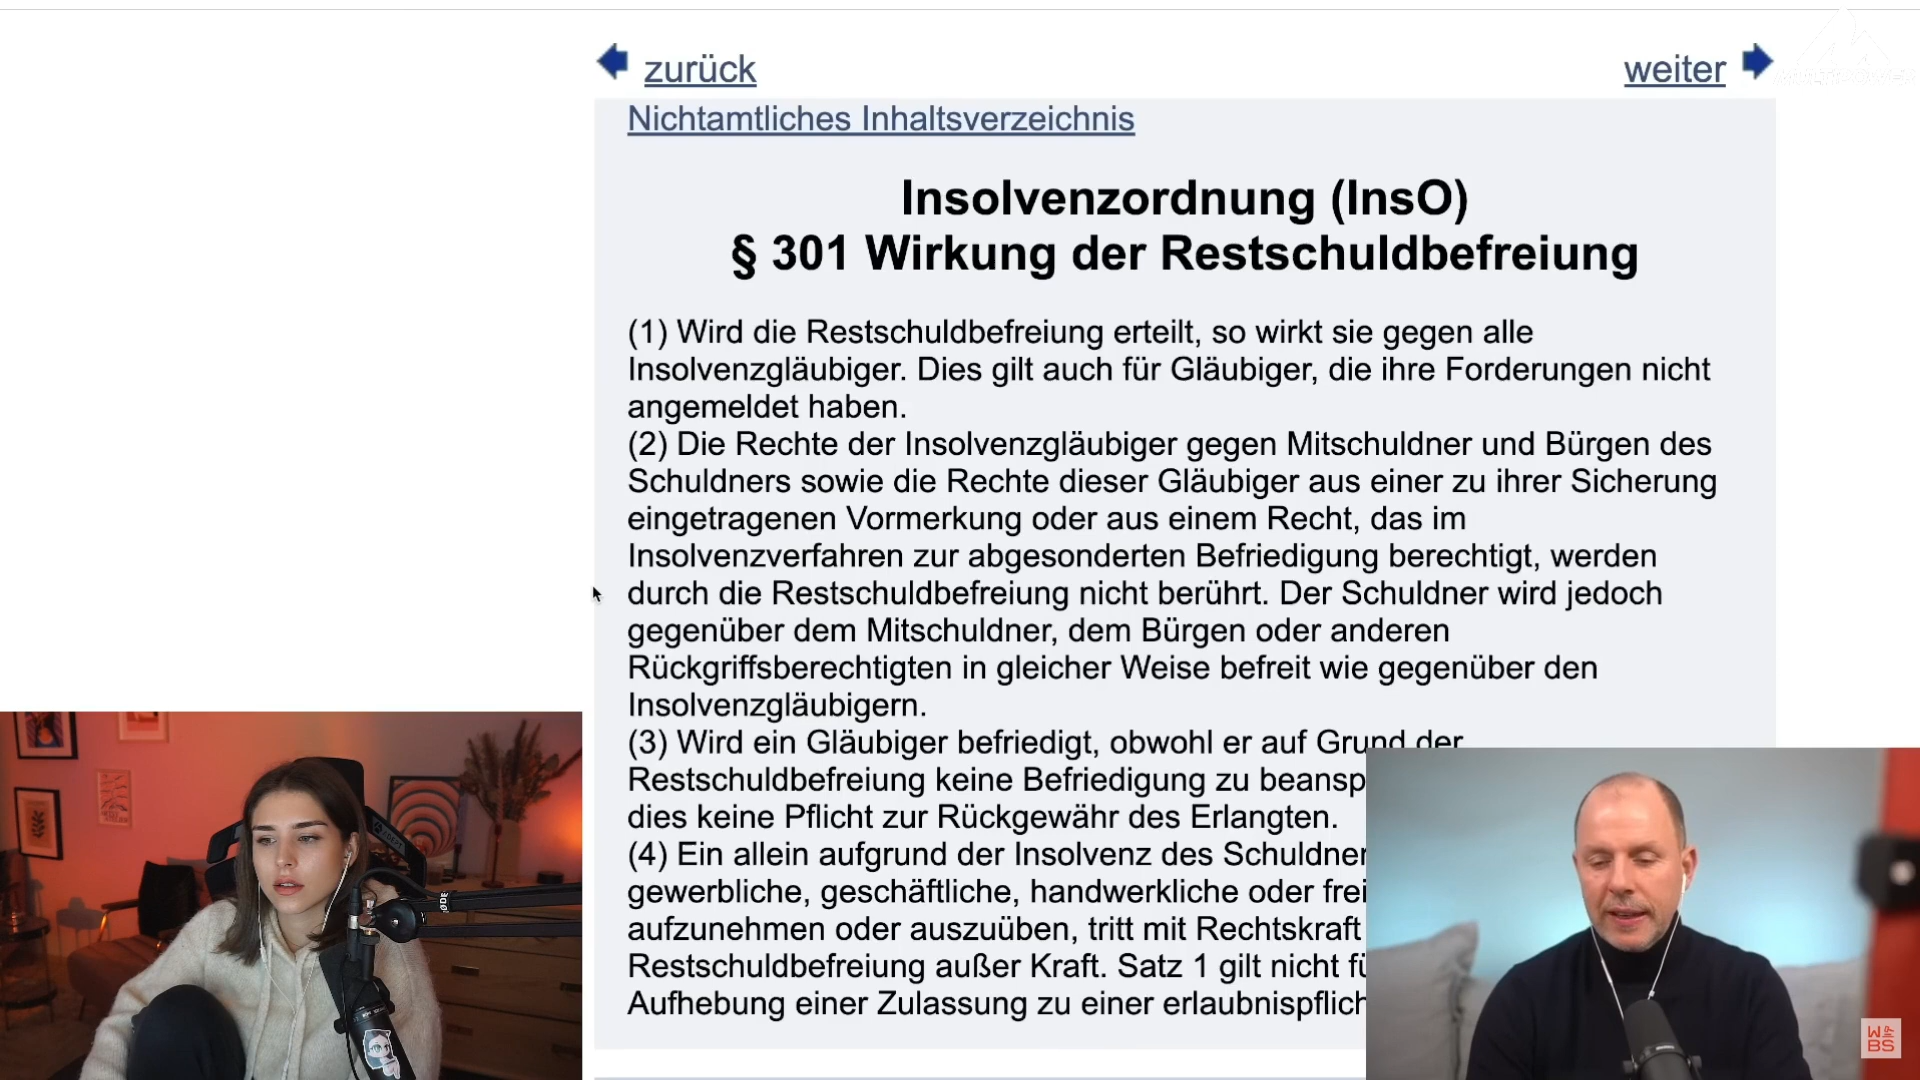 zurück
weiter
Nichtamtliches Inhaltsverzeichnis
Insolvenzordnung (InsO)
§ 301 Wirkung der Restschuldbefreiung
(1) Wird die Restschuldbefreiung erteilt, so wirkt sie gegen alle
Insolvenzgläubiger. Dies gilt auch für Gläubiger, die ihre Forderungen nicht
angemeldet haben.
(2) Die Rechte der Insolvenzgläubiger gegen Mitschuldner und Bürgen des
Schuldners sowie die Rechte dieser Gläubiger aus einer zu ihrer Sicherung
eingetragenen Vormerkung oder aus einem Recht, das im
Insolvenzverfahren zur abgesonderten Befriedigung berechtigt, werden
durch die Restschuldbefreiung nicht berührt. Der Schuldner wird jedoch
gegenüber dem Mitschuldner, dem Bürgen oder anderen
Rückgriffsberechtigten in gleicher Weise befreit wie gegenüber den
Insolvenzgläubigern.
(3) Wird ein Gläubiger befriedigt, obwohl er auf Grund der
Restschuldbefreiung keine Befriedigung zu beansp
dies keine Pflicht zur Rückgewähr des Erlangten.
(4) Ein allein aufgrund der Insolvenz des Schuldner
gewerbliche, geschäftliche, handwerkliche oder frei
aufzunehmen oder auszuüben, tritt mit Rechtskraft
Restschuldbefreiung außer Kraft. Satz 1 gilt nicht fü
Aufhebung einer Zulassung zu einer erlaubnispflich
RØDE
WBS